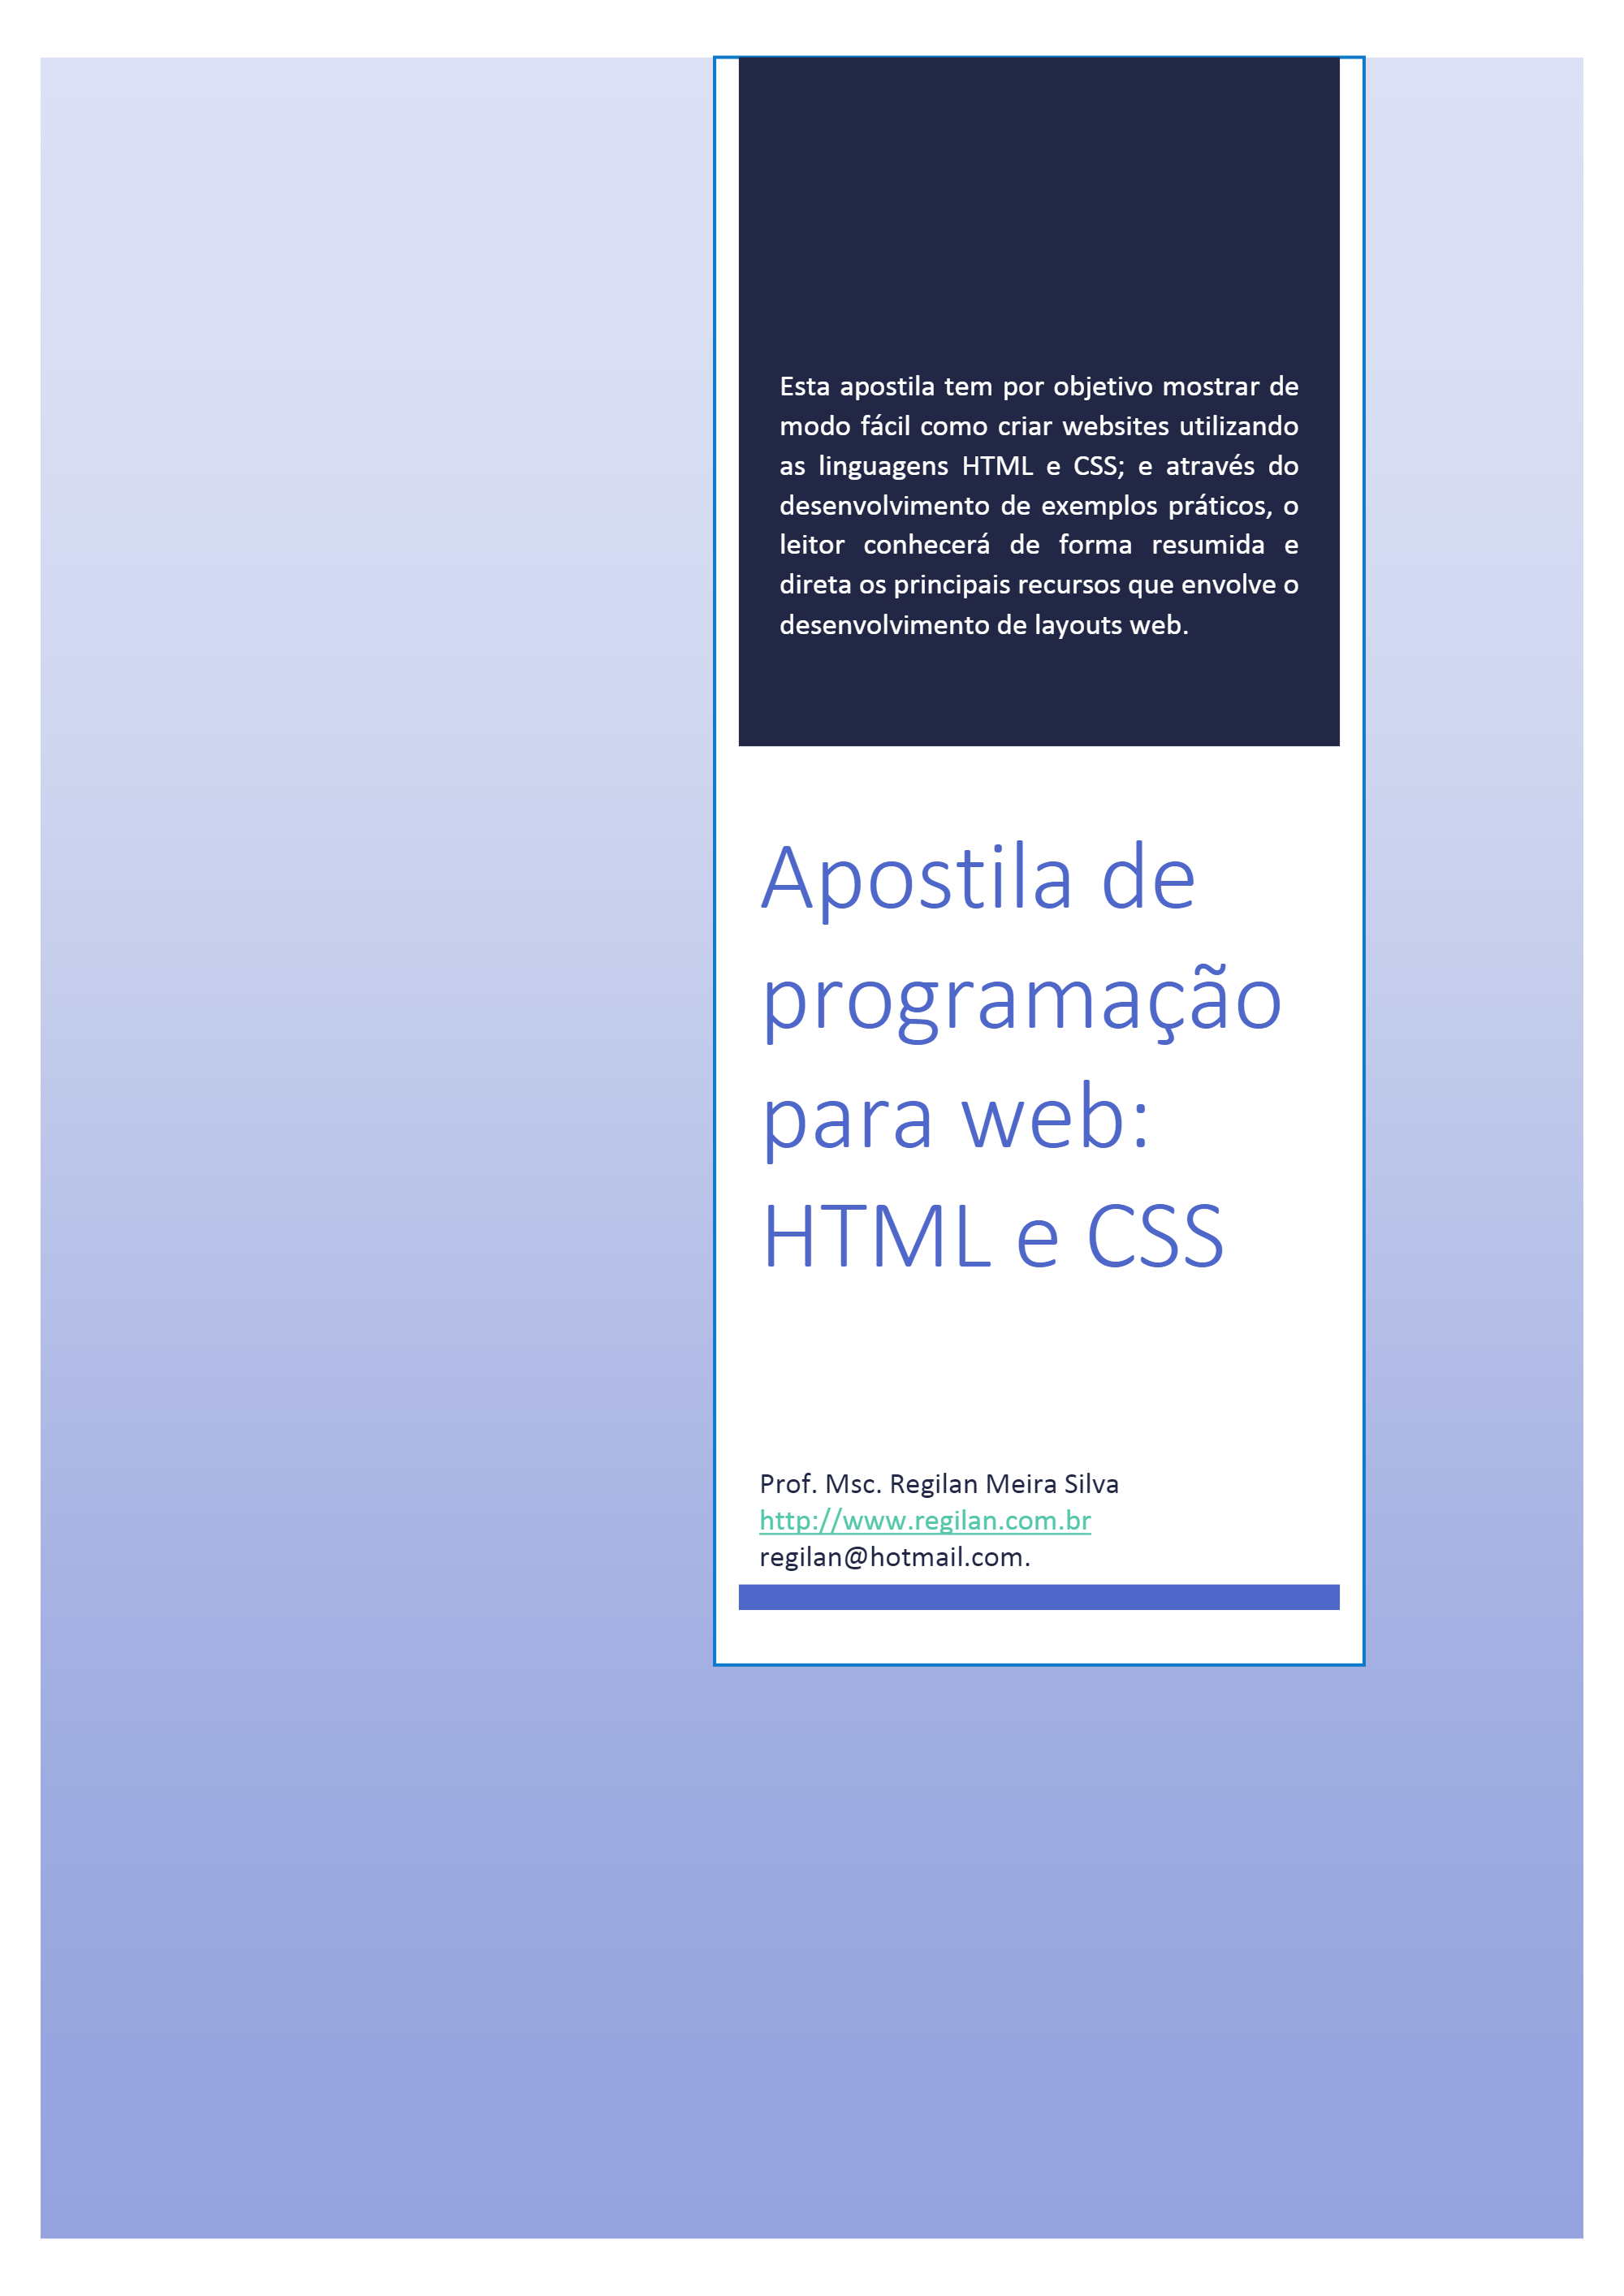 Esta apostila tem por objetivo mostrar de
modo fácil como criar websites utilizando
as linguagens HTML e CSS; e através do
desenvolvimento de exemplos práticos, o
leitor conhecerá de forma resumida e
direta os principais recursos que envolve o
desenvolvimento de layouts web.
Apostila de
programação
para web:
HTML e CSS
Prof. Msc. Regilan Meira Silva
http://www.regilan.com.br
regilan@hotmail.com.